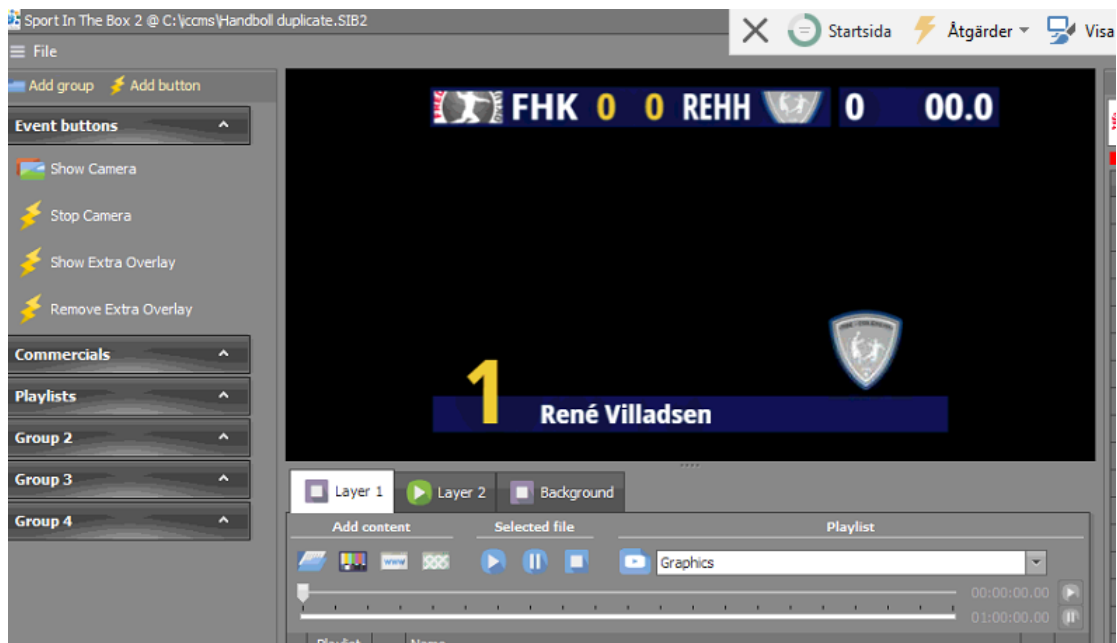 Sport In The Box 2 @ C:\iccms\Handboll duplicate.SIB2
Startsida Åtgärder Visa
File
Add group Add button
Event buttons
Show Camera
Stop Camera
Show Extra Overlay
Remove Extra Overlay
Commercials
Playlists
Group 2
Group 3
Group 4
FHK 0 0 REHH 0 00.0
1
René Villadsen
Layer 1 Layer 2 Background
Add content Selected file Playlist
www
Graphics
00:00:00.00
01:00:00.00
Playlist Name